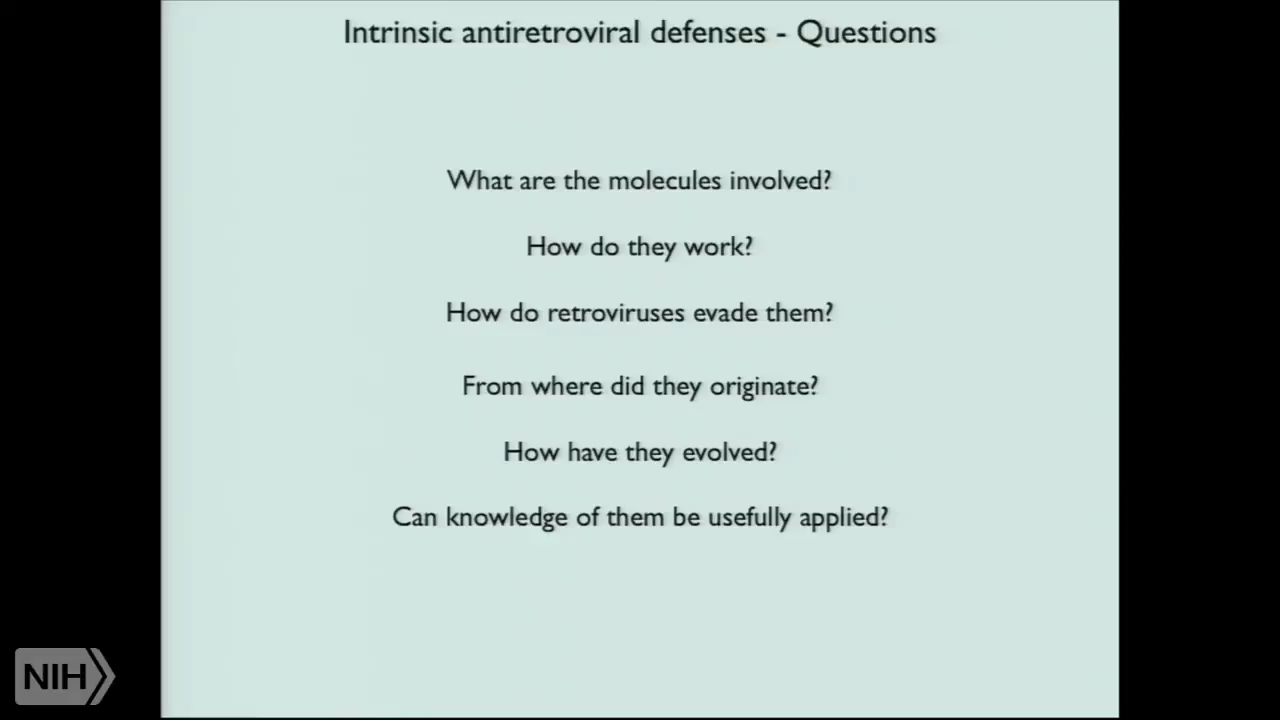 Intrinsic antiretroviral defenses - Questions
What are the molecules involved?
How do they work?
How do retroviruses evade them?
From where did they originate?
How have they evolved?
Can knowledge of them be usefully applied?
NIH